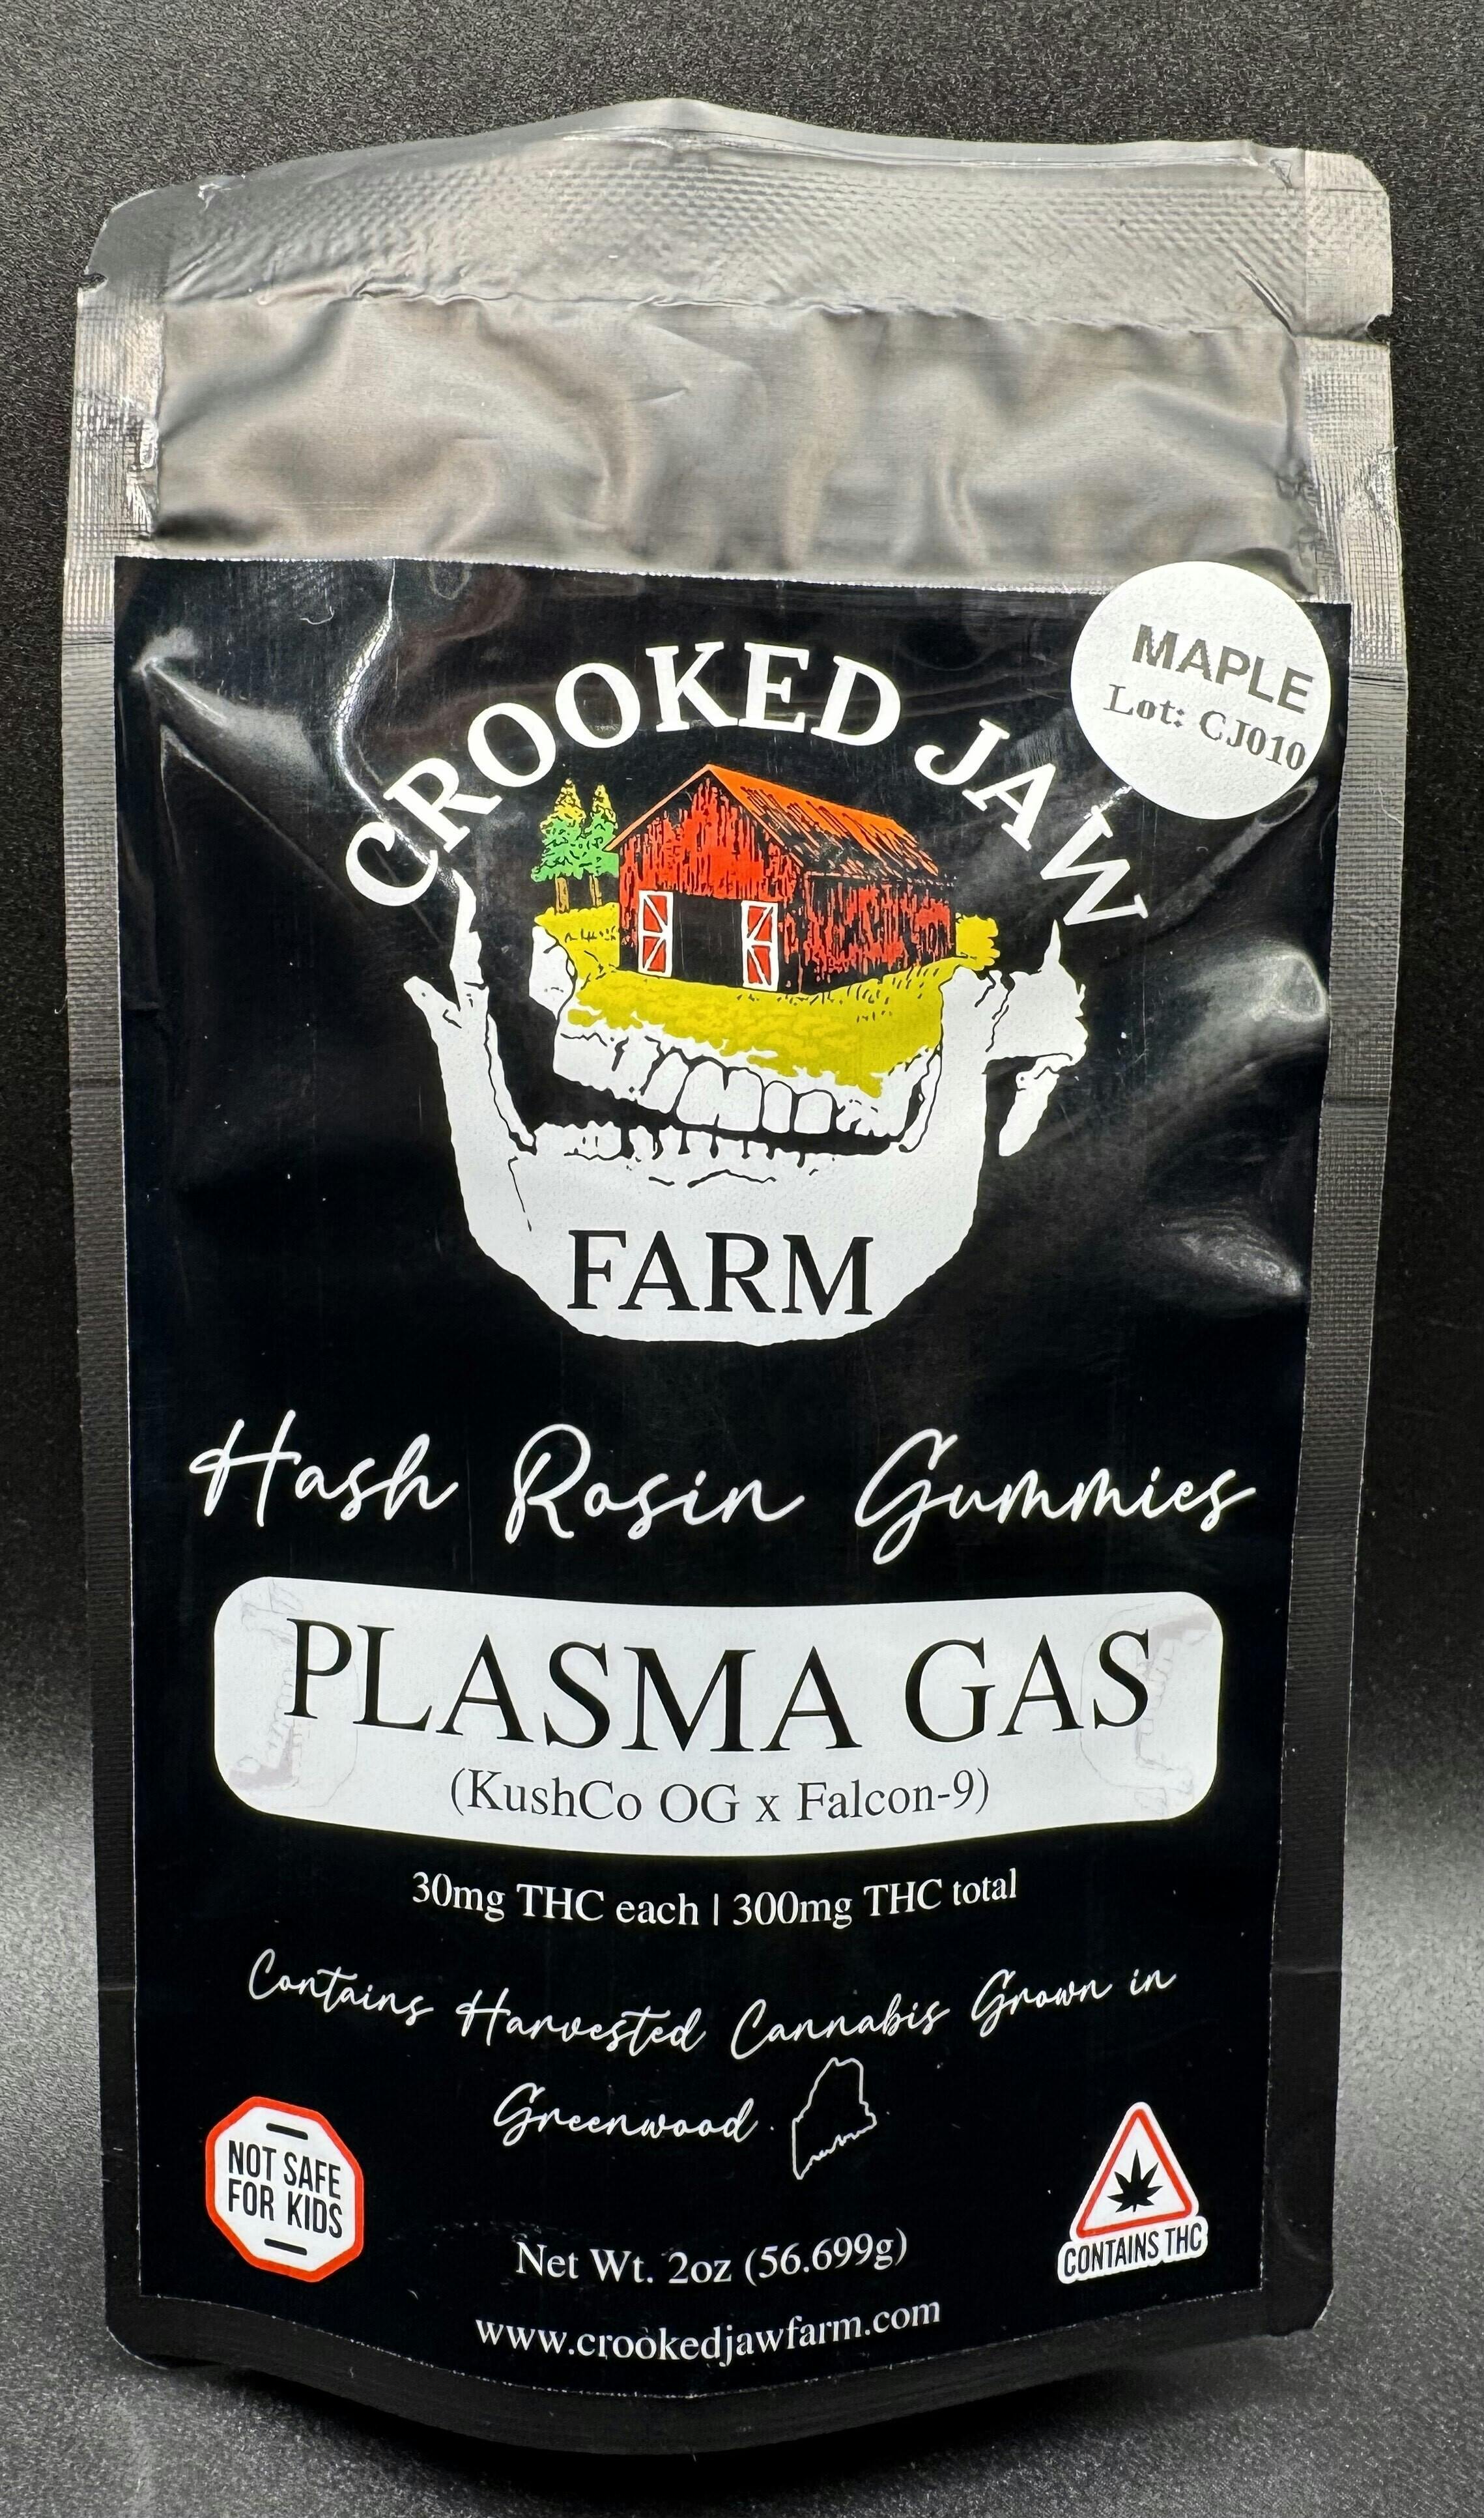 MAPLE
Lot: CJ010
CROOKED JAW
FARM
Hash Rosin Gummies
PLASMA GAS
(KushCo OG x Falcon-9)
30mg THC each | 300mg THC total
Contains Harvested Cannabis Grown in
Greenwood
NOT SAFE
FOR KIDS
CONTAINS THC
Net Wt. 2oz (56.699g)
www.crookedjawfarm.com